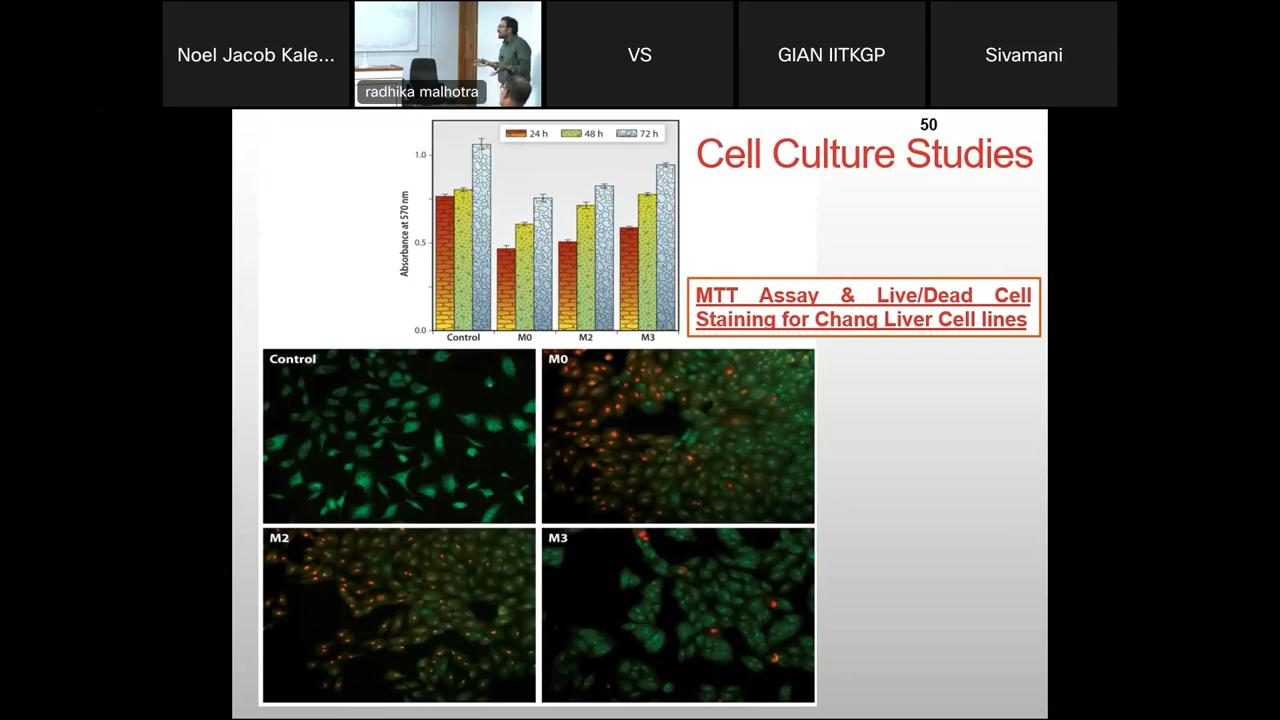 Noel Jacob Kale...
radhika malhotra
VS
GIAN IITKGP
Sivamani
50
Cell Culture Studies
24 h 48 h 72 h
1.0
0.5
0.0
Absorbance at 570 nm
Control M0 M2 M3
MTT Assay & Live/Dead Cell
Staining for Chang Liver Cell lines
Control
M0
M2
M3